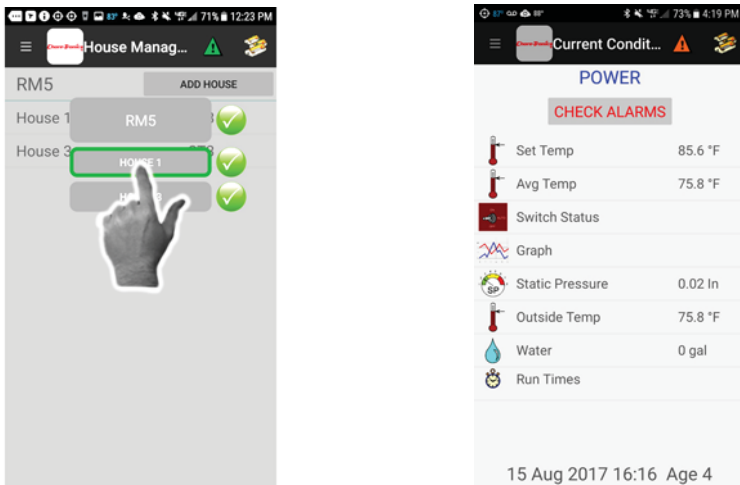 71% 12:23 PM
House Manag...
RM5 ADD HOUSE
House 1
RM5
House 3
HOUSE 1
87° 73% 4:19 PM
Current Condit...
POWER
CHECK ALARMS
Set Temp 85.6 °F
Avg Temp 75.8 °F
Switch Status
Graph
SP Static Pressure 0.02 In
Outside Temp 75.8 °F
Water 0 gal
Run Times
15 Aug 2017 16:16 Age 4